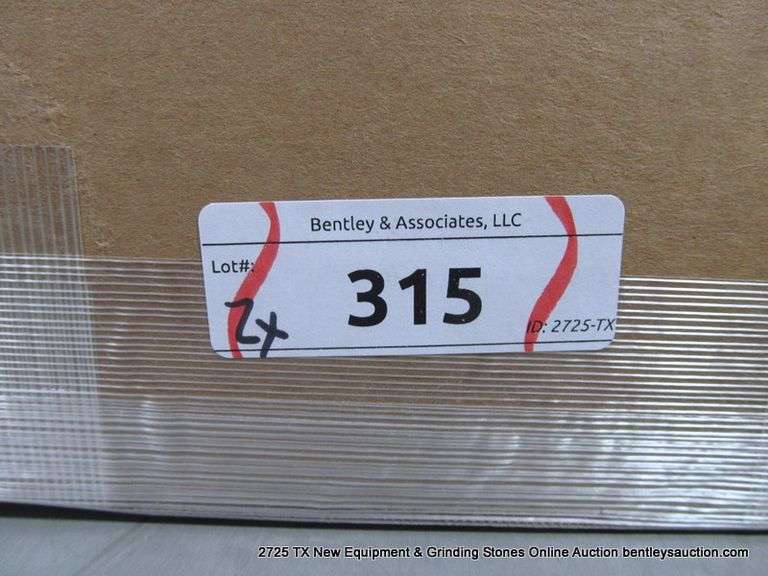 Bentley & Associates, LLC
Lot#:
315
2x
ID: 2725-TX
2725 TX New Equipment & Grinding Stones Online Auction bentleysauction.com